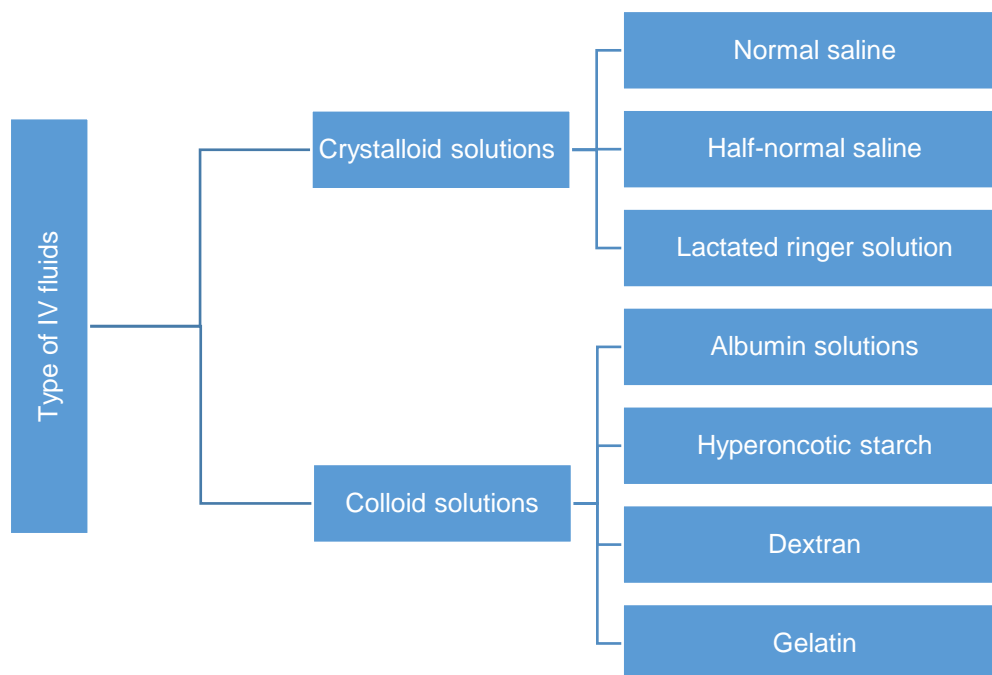 Type of IV fluids
Crystalloid solutions
Normal saline
Half-normal saline
Lactated ringer solution
Colloid solutions
Albumin solutions
Hyperoncotic starch
Dextran
Gelatin